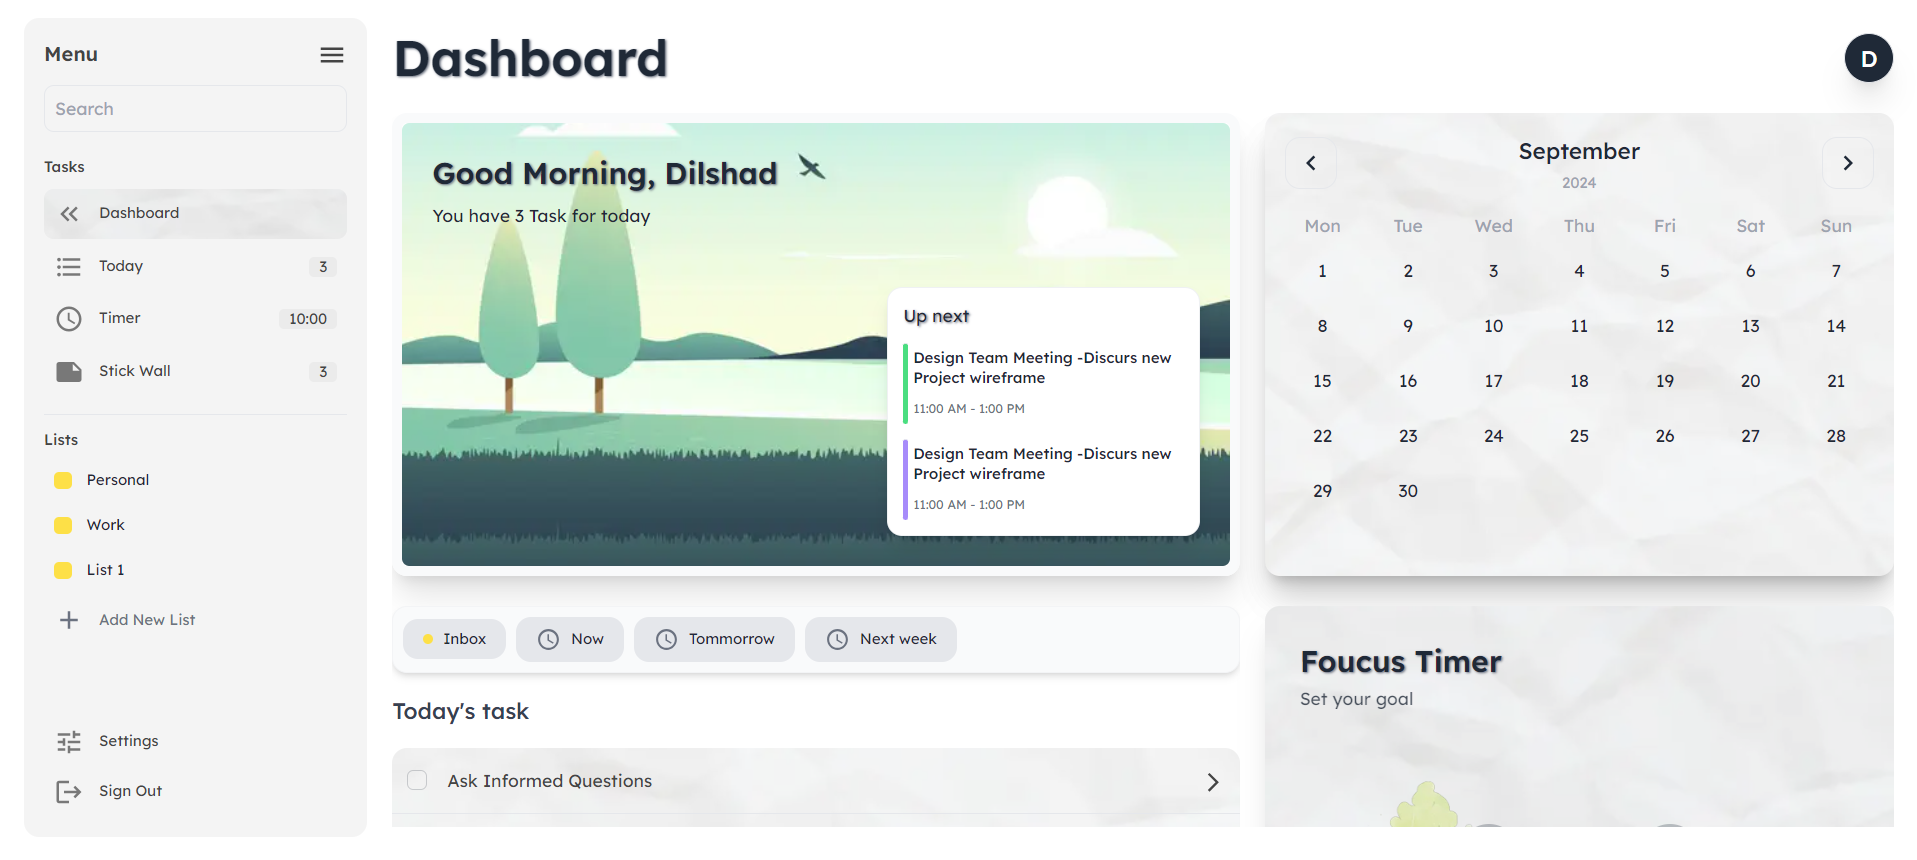 Menu
Search
Tasks
Dashboard
Today 3
Timer 10:00
Stick Wall 3
Lists
Personal
Work
List 1
Add New List
Settings
Sign Out
Dashboard
D
Good Morning, Dilshad
You have 3 Task for today
Up next
Design Team Meeting -Discurs new
Project wireframe
11:00 AM - 1:00 PM
Design Team Meeting -Discurs new
Project wireframe
11:00 AM - 1:00 PM
September
2024
Mon Tue Wed Thu Fri Sat Sun
1 2 3 4 5 6 7
8 9 10 11 12 13 14
15 16 17 18 19 20 21
22 23 24 25 26 27 28
29 30
Inbox Now Tommorrow Next week
Today's task
Ask Informed Questions
Foucus Timer
Set your goal